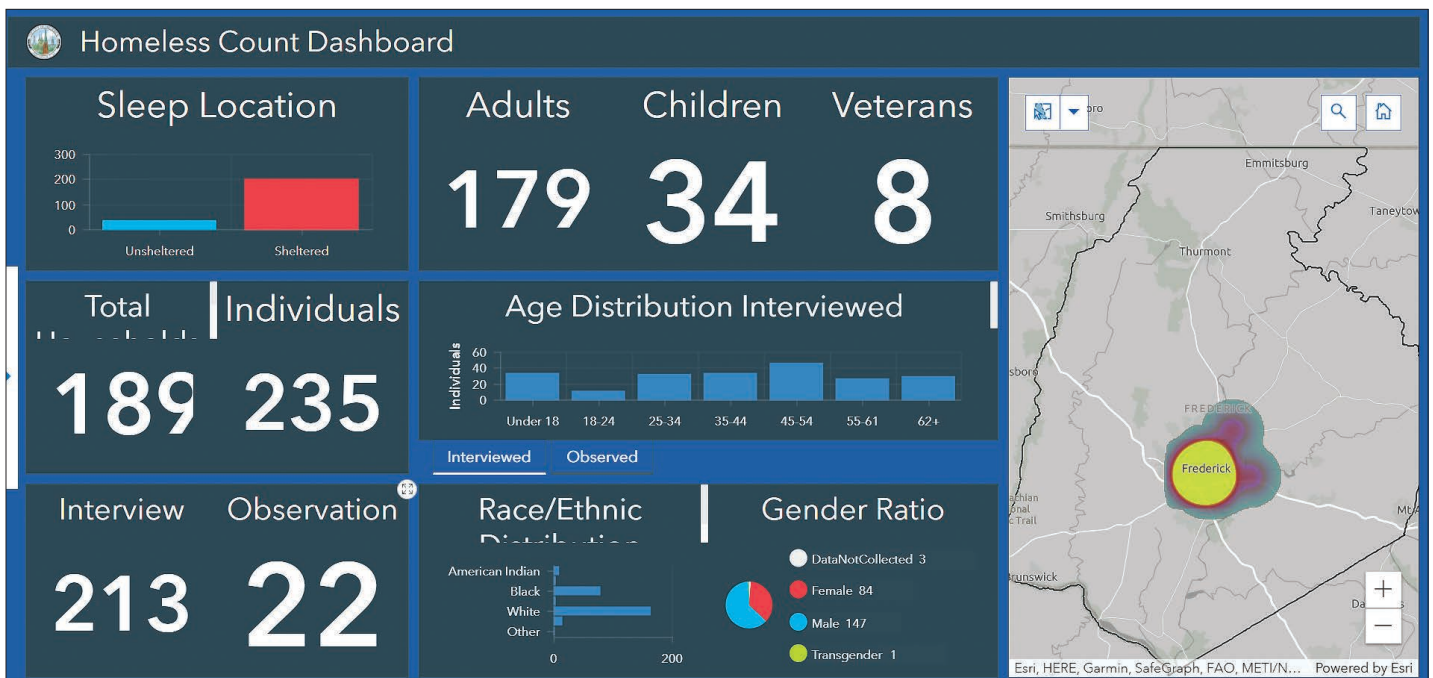 Homeless Count Dashboard
Sleep Location
300
200
100
0
Unsheltered
Sheltered
Adults
179
Children
34
Veterans
8
Total
189
Individuals
235
Age Distribution Interviewed
Individuals
60
40
20
0
Under 18 18-24 25-34 35-44 45-54 55-61 62+
Interviewed Observed
Interview
213
Observation
22
Race/Ethnic
Distribution
American Indian
Black
White
Other
0 200
Gender Ratio
DataNotCollected 3
Female 84
Male 147
Transgender 1
Emmitsburg
Smithsburg
Taneytow
Thurmont
FREDERICK
Frederick
Esri, HERE, Garmin, SafeGraph, FAO, METI/N... Powered by Esri